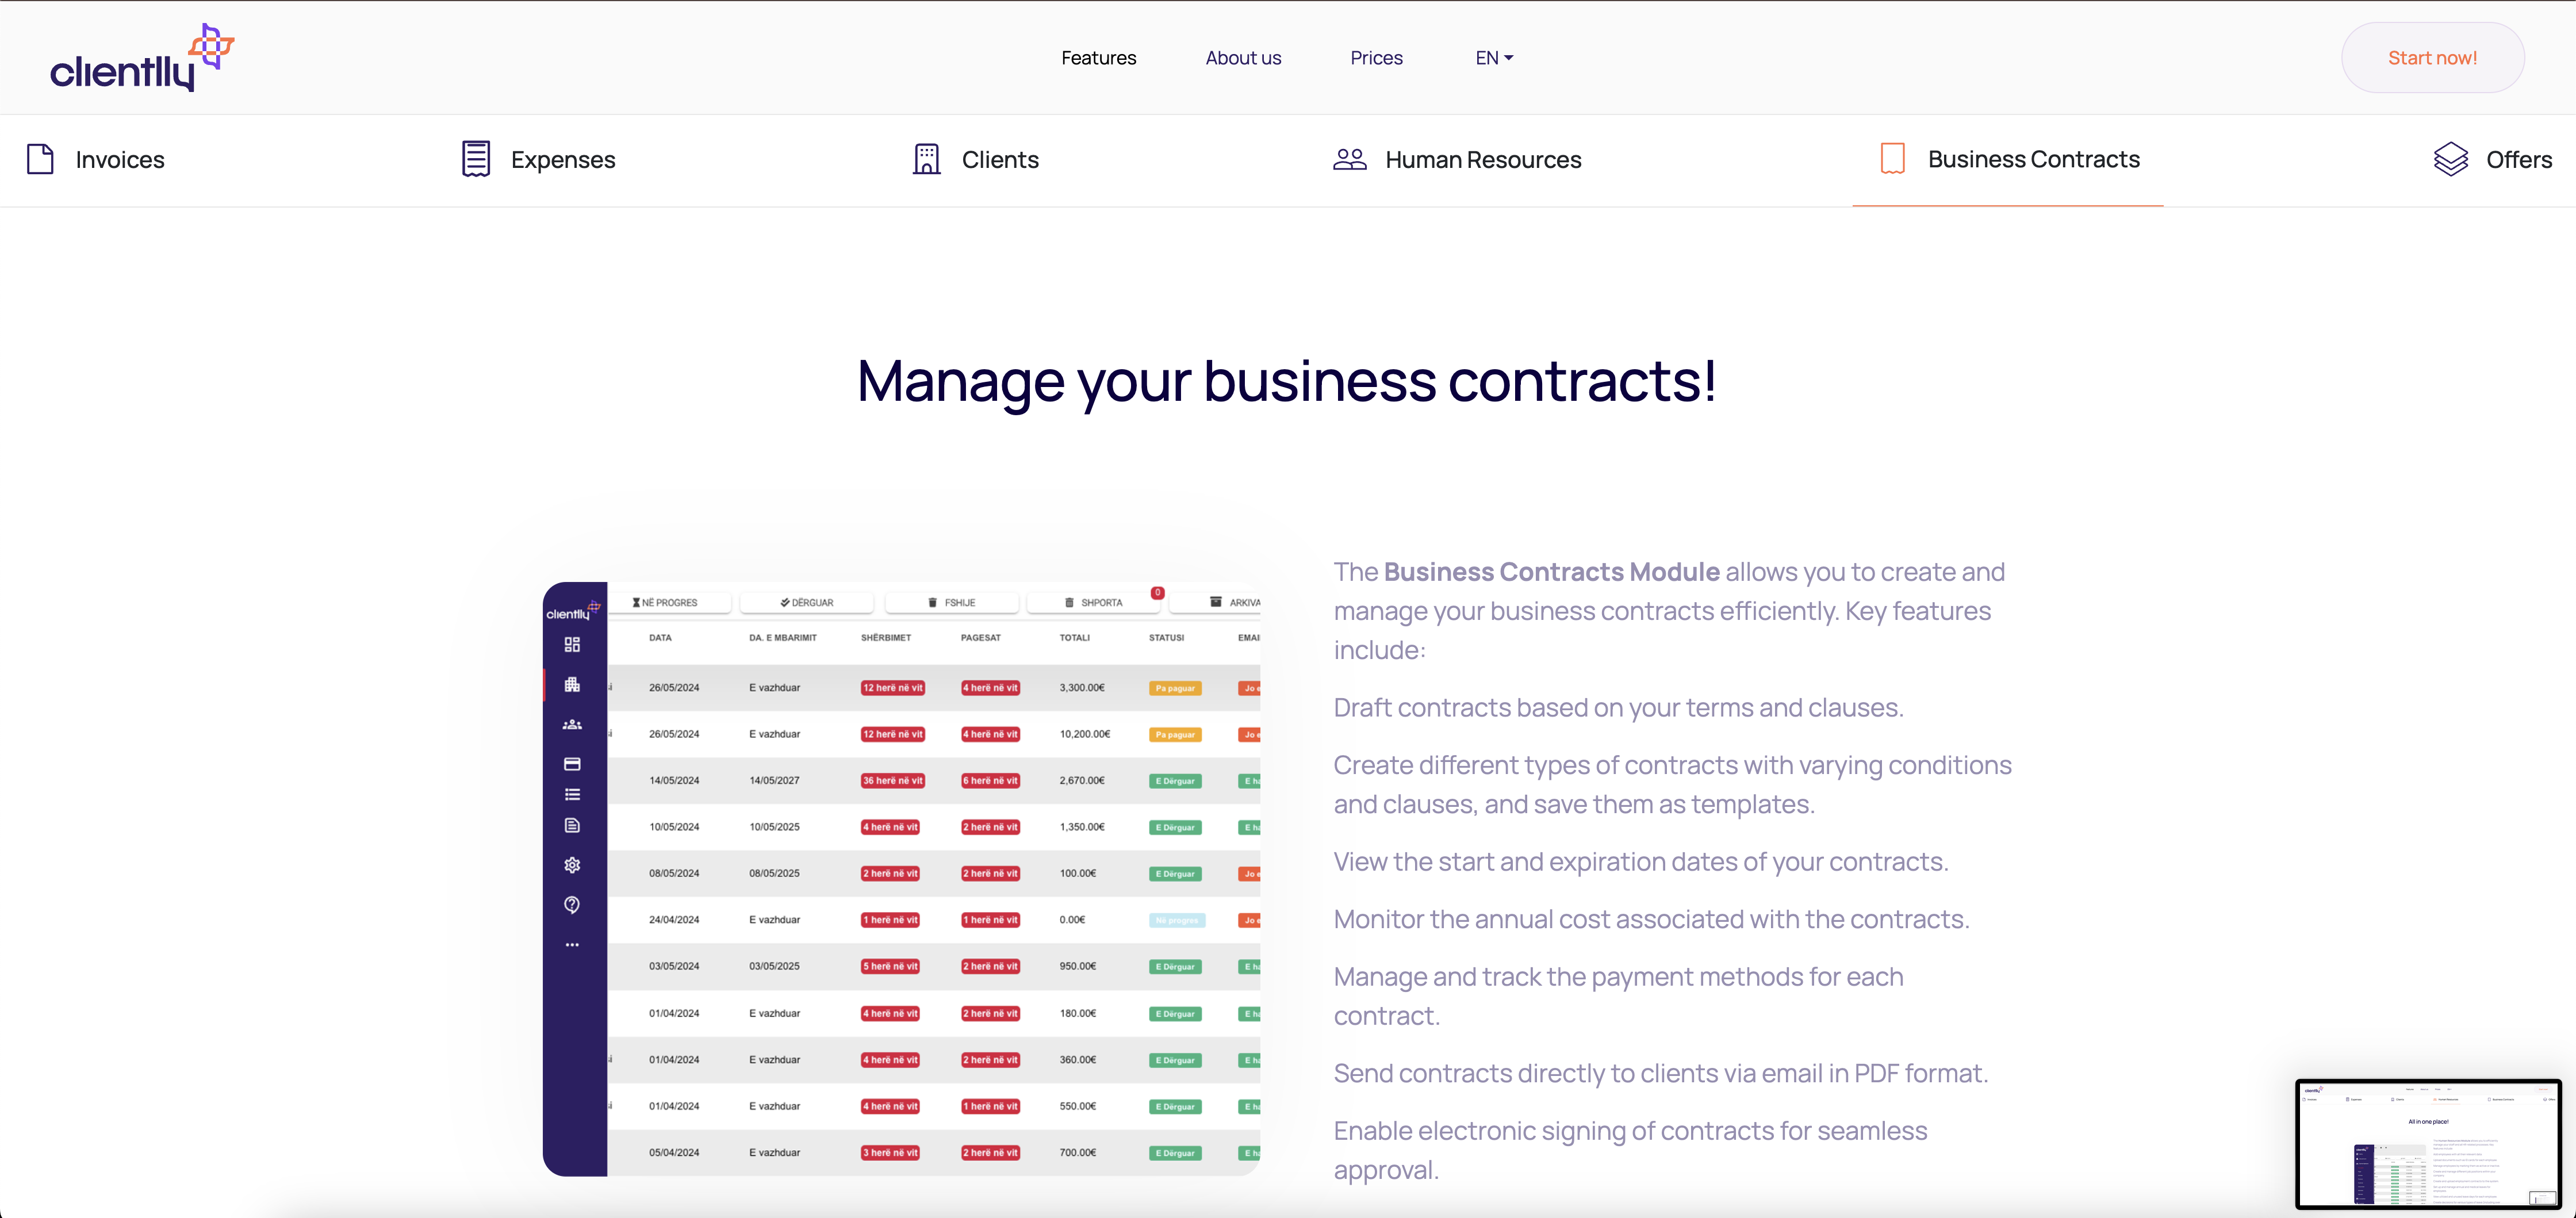 clientlly
Features
About us
Prices
EN
Start now!
Invoices
Expenses
Clients
Human Resources
Business Contracts
Offers
Manage your business contracts!
clientlly
NË PROGRES
DËRGUAR
FSHIJE
SHPORTA
0
ARKIVA
DATA DA. E MBARIMIT SHËRBIMET PAGESAT TOTALI STATUSI EMAI
26/05/2024 E vazhduar 12 herë në vit 4 herë në vit 3,300.00€ Pa paguar Jo
26/05/2024 E vazhduar 12 herë në vit 4 herë në vit 10,200.00€ Pa paguar Jo
14/05/2024 14/05/2027 36 herë në vit 6 herë në vit 2,670.00€ E Dërguar E
10/05/2024 10/05/2025 4 herë në vit 2 herë në vit 1,350.00€ E Dërguar E
08/05/2024 08/05/2025 2 herë në vit 2 herë në vit 100.00€ E Dërguar Jo
24/04/2024 E vazhduar 1 herë në vit 1 herë në vit 0.00€ Në progres Jo
03/05/2024 03/05/2025 5 herë në vit 2 herë në vit 950.00€ E Dërguar E
01/04/2024 E vazhduar 4 herë në vit 2 herë në vit 180.00€ E Dërguar E
01/04/2024 E vazhduar 4 herë në vit 2 herë në vit 360.00€ E Dërguar E
01/04/2024 E vazhduar 4 herë në vit 1 herë në vit 550.00€ E Dërguar E
05/04/2024 E vazhduar 3 herë në vit 2 herë në vit 700.00€ E Dërguar E
The Business Contracts Module allows you to create and
manage your business contracts efficiently. Key features
include:
Draft contracts based on your terms and clauses.
Create different types of contracts with varying conditions
and clauses, and save them as templates.
View the start and expiration dates of your contracts.
Monitor the annual cost associated with the contracts.
Manage and track the payment methods for each
contract.
Send contracts directly to clients via email in PDF format.
Enable electronic signing of contracts for seamless
approval.
All in one place!